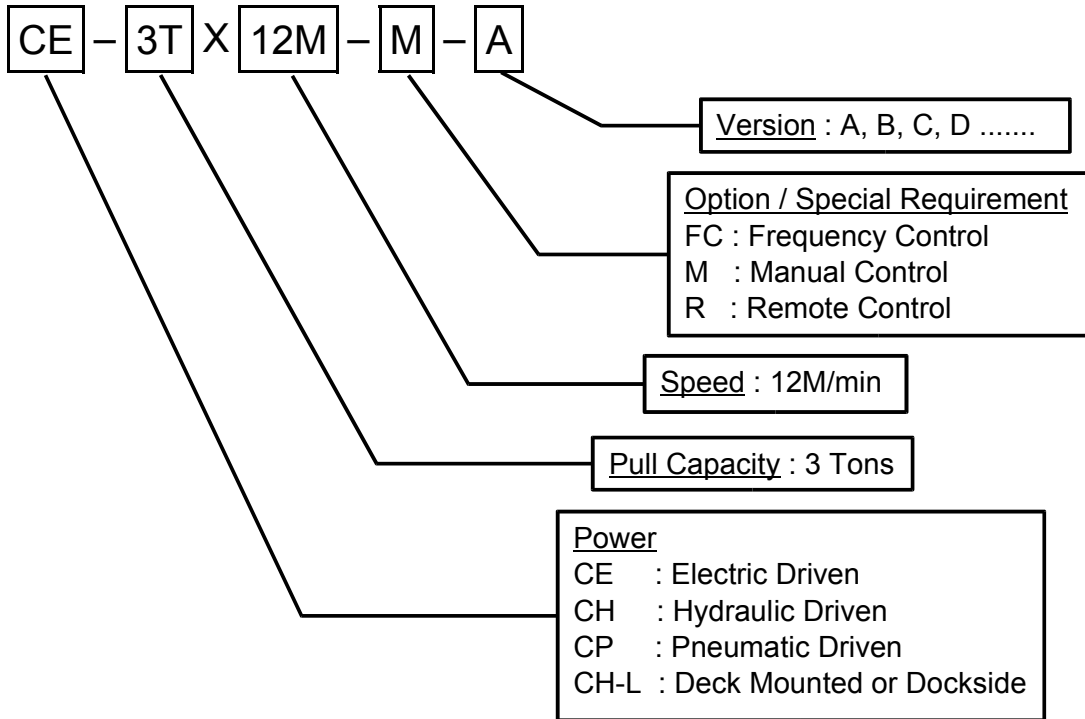 CE – 3T X 12M – M – A
Version : A, B, C, D .......
Option / Special Requirement
FC : Frequency Control
M : Manual Control
R : Remote Control
Speed : 12M/min
Pull Capacity : 3 Tons
Power
CE : Electric Driven
CH : Hydraulic Driven
CP : Pneumatic Driven
CH-L : Deck Mounted or Dockside